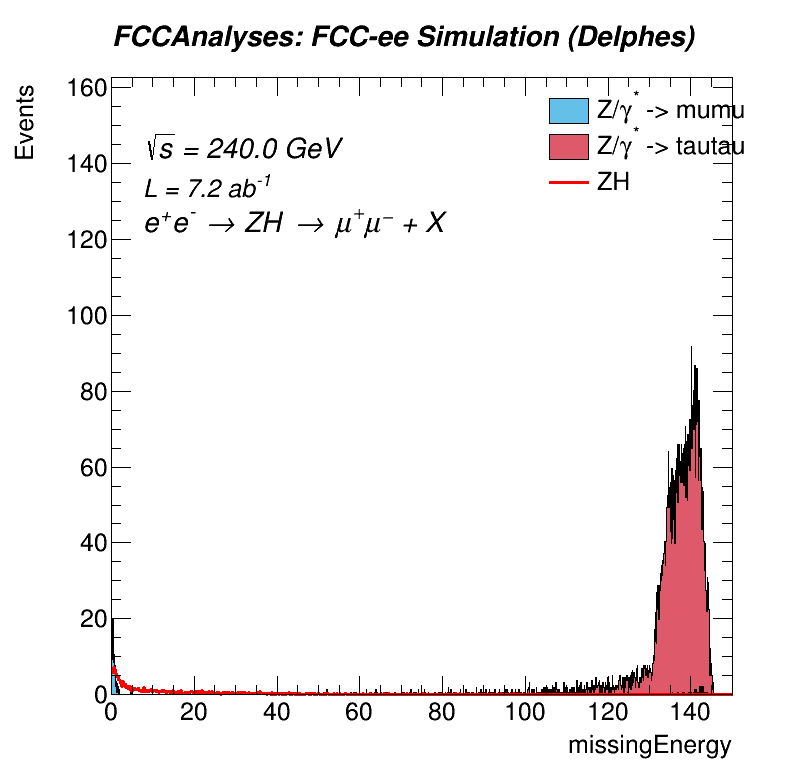 FCCAnalyses: FCC-ee Simulation (Delphes)
Events
160
140
120
100
80
60
40
20
0
√s = 240.0 GeV
L = 7.2 ab⁻¹
e⁺e⁻ → ZH → μ⁺μ⁻ + X
Z/γ* -> mumu
Z/γ* -> tautau
ZH
0 20 40 60 80 100 120 140
missingEnergy